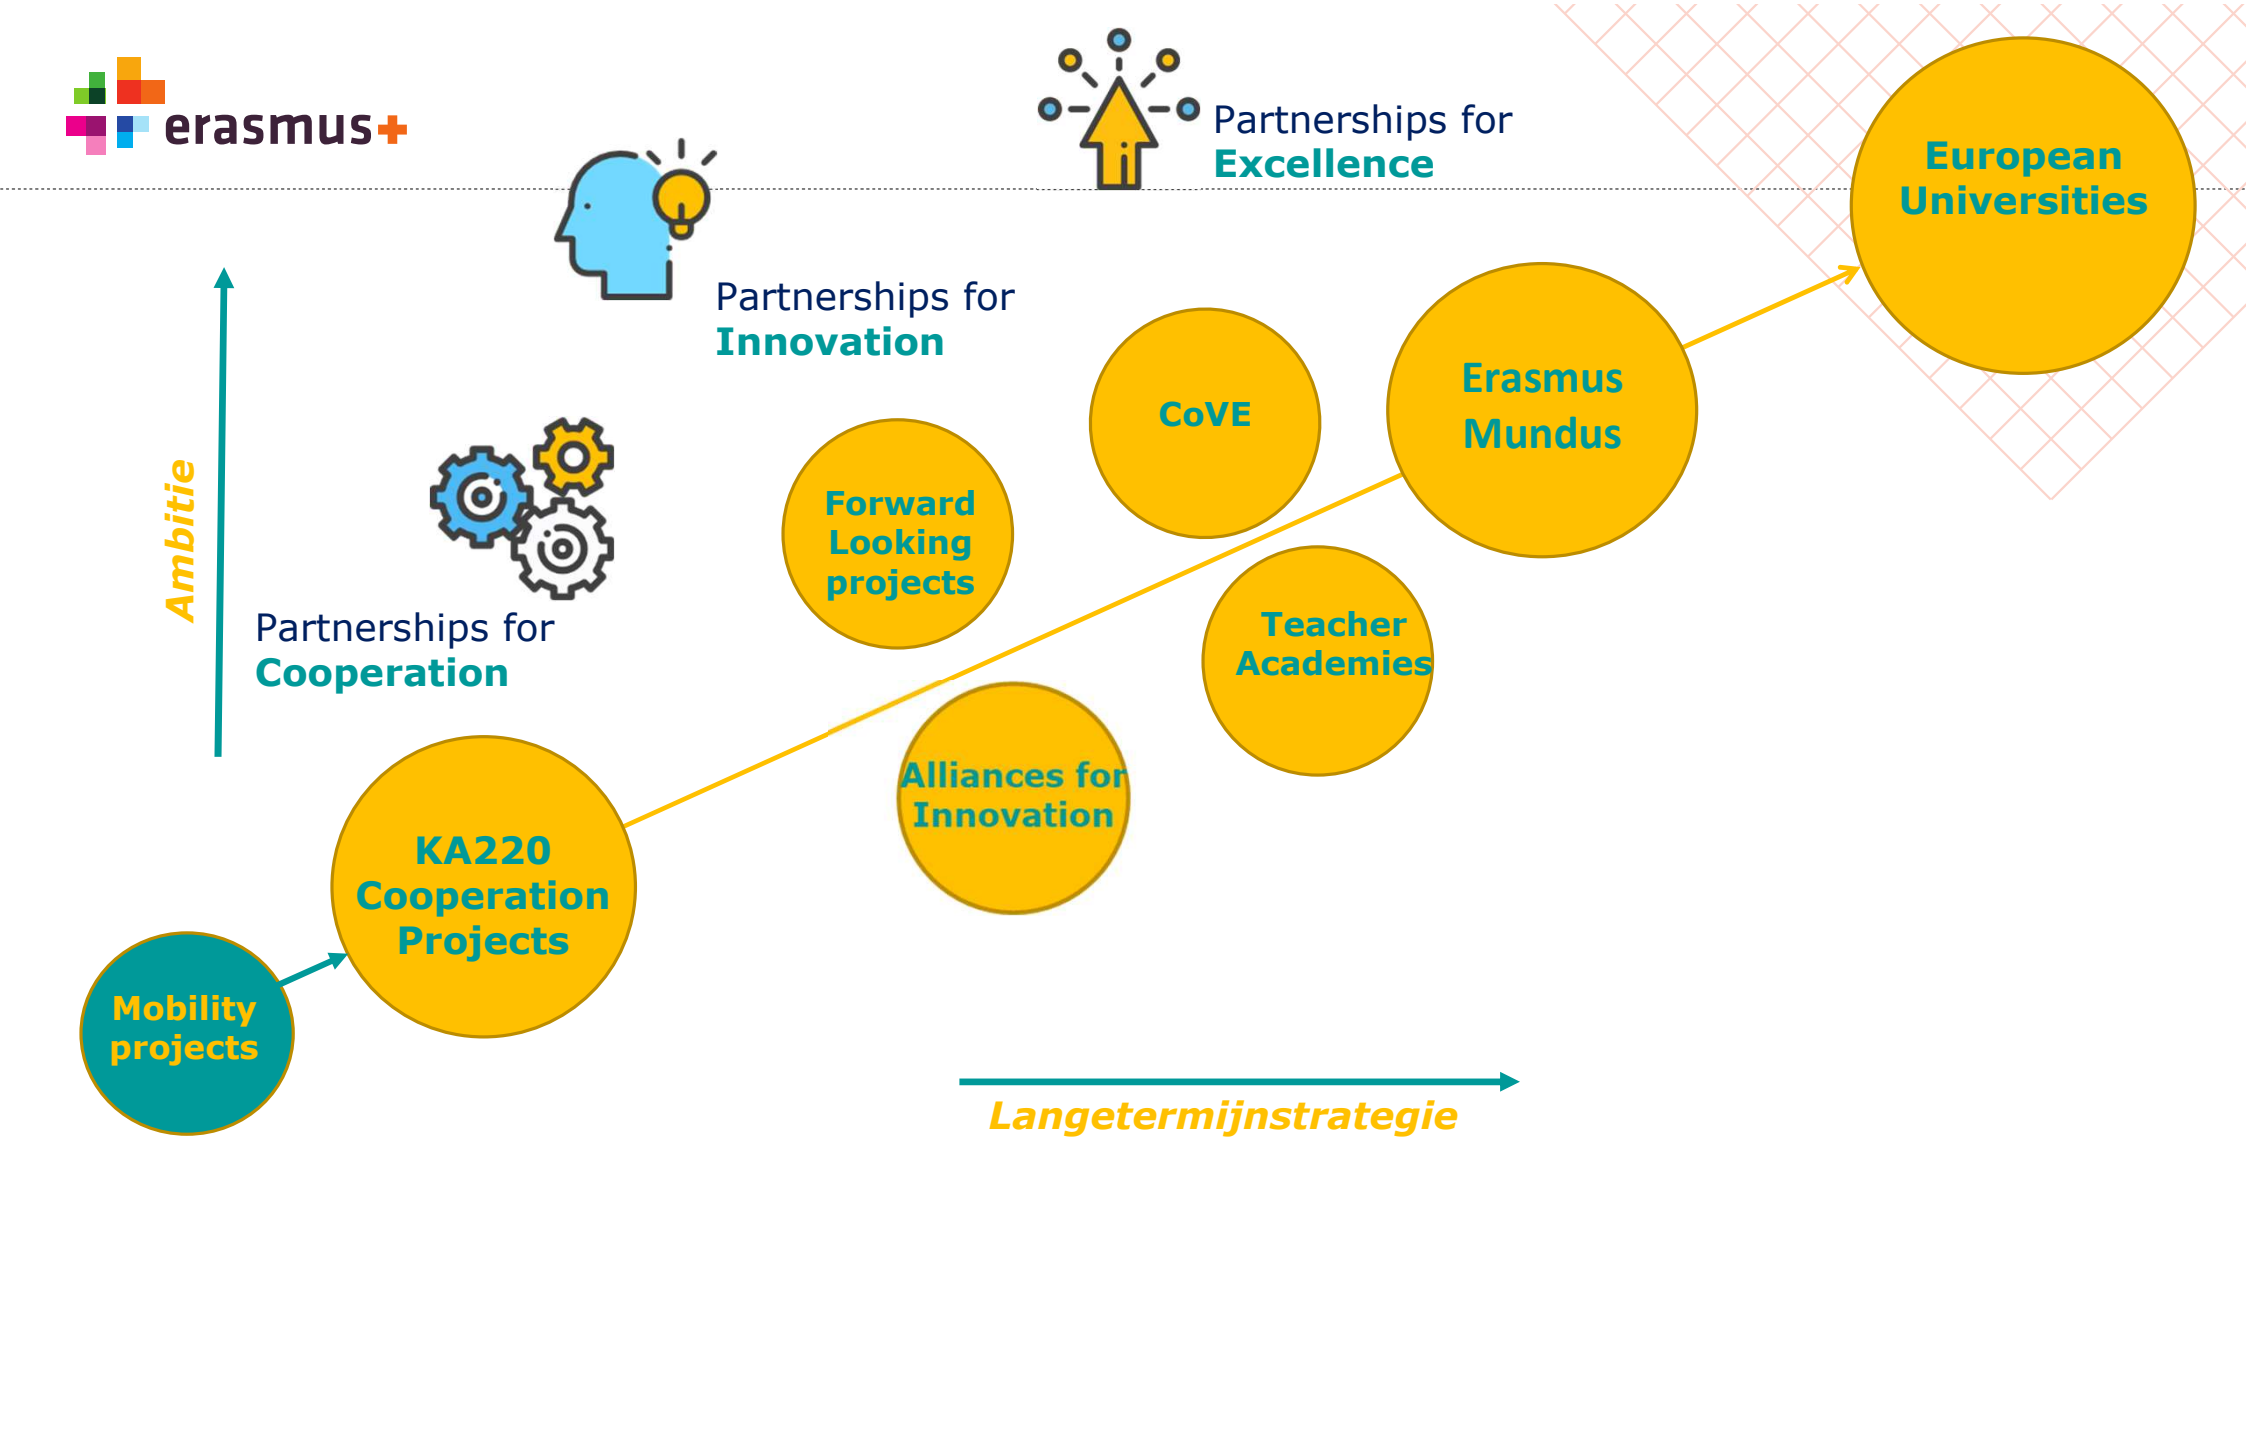 erasmus+
Partnerships for
Excellence
European
Universities
Partnerships for
Innovation
Erasmus
Mundus
CoVE
Forward
Looking
projects
Ambitie
Partnerships for
Cooperation
Teacher
Academies
Alliances for
Innovation
KA220
Cooperation
Projects
Mobility
projects
Langetermijnstrategie